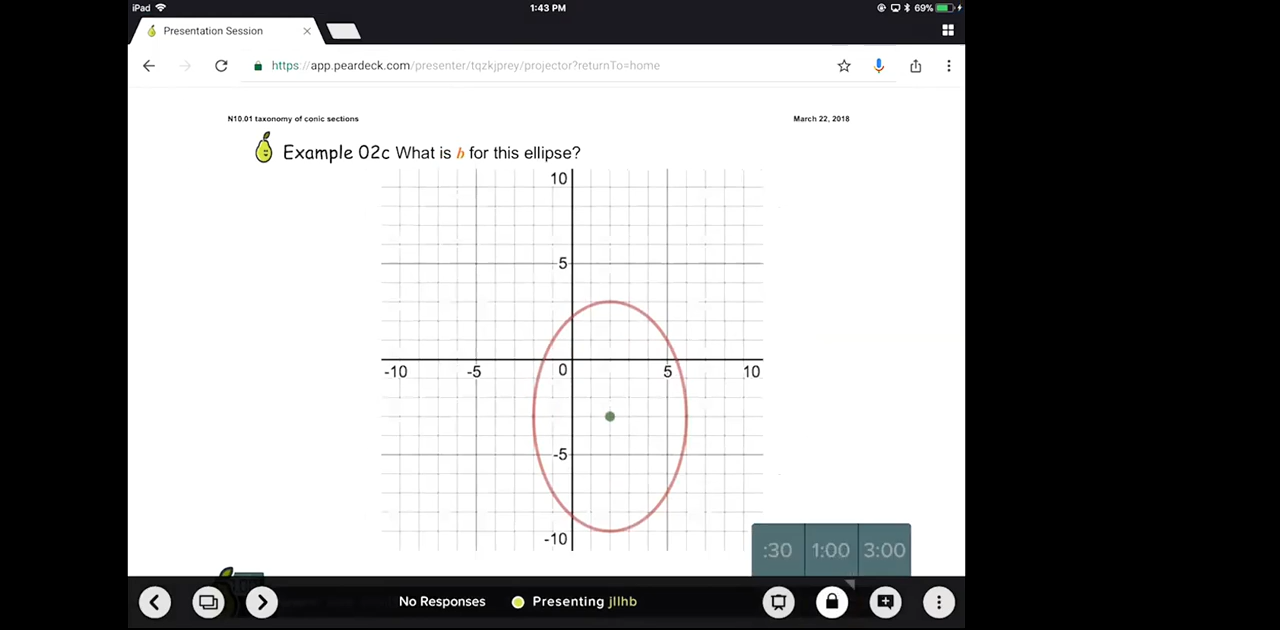 iPad 1:43 PM 69%
Presentation Session
https://app.peardeck.com/presenter/tqzkjprey/projector?returnTo=home
N10.01 taxonomy of conic sections March 22, 2018
Example 02c What is b for this ellipse?
10
5
-10 -5 0 5 10
-5
-10
:30 1:00 3:00
No Responses Presenting jllhb